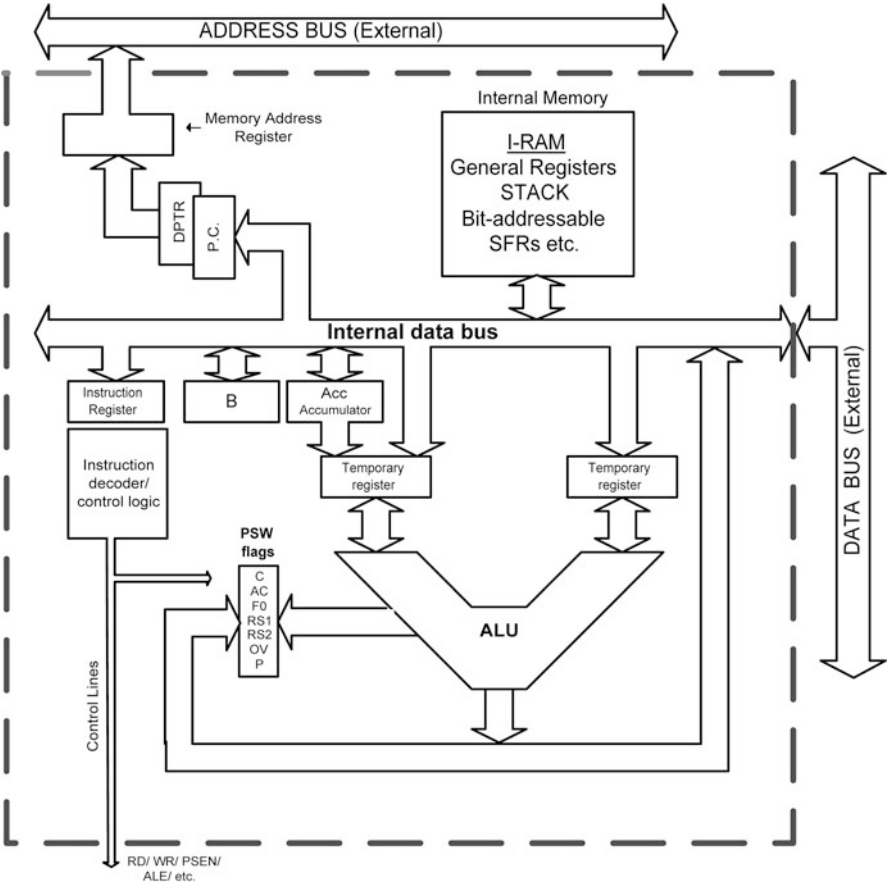 ADDRESS BUS (External)
Memory Address
Register
Internal Memory
I-RAM
General Registers
STACK
Bit-addressable
SFRs etc.
DPTR
P.C.
Internal data bus
Instruction
Register
B
Acc
Accumulator
Instruction
decoder/
control logic
Temporary
register
Temporary
register
PSW
flags
C
AC
F0
RS1
RS2
OV
P
ALU
DATA BUS (External)
Control Lines
RD/ WR/ PSEN/
ALE/ etc.